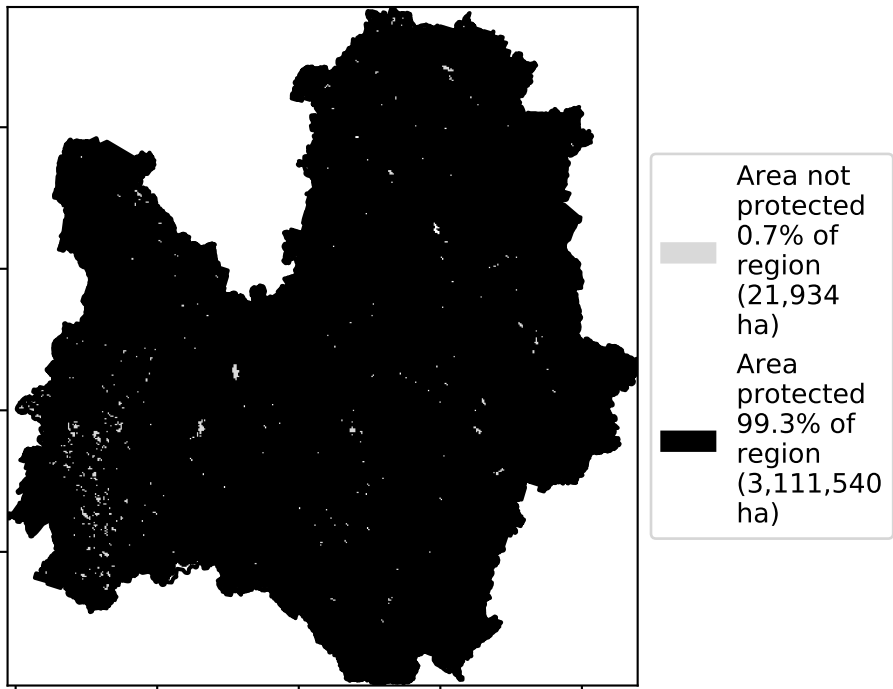 Area not
protected
0.7% of
region
(21,934
ha)
Area
protected
99.3% of
region
(3,111,540
ha)